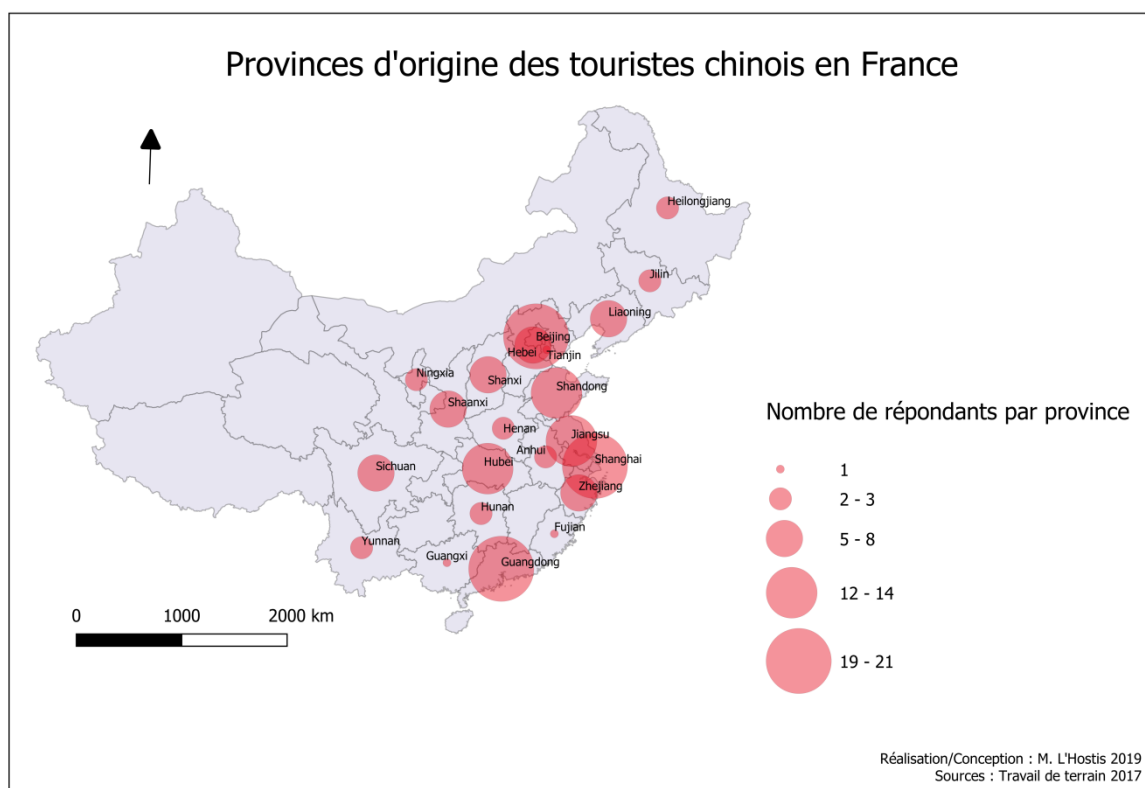 Provinces d'origine des touristes chinois en France
Heilongjiang
Jilin
Liaoning
Beijing
Hebei
Tianjin
Ningxia
Shanxi
Shandong
Shaanxi
Henan
Jiangsu
Anhui
Shanghai
Hubei
Sichuan
Zhejiang
Hunan
Fujian
Yunnan
Guangxi
Guangdong
0 1000 2000 km
Nombre de répondants par province
1
2 - 3
5 - 8
12 - 14
19 - 21
Réalisation/Conception : M. L'Hostis 2019
Sources : Travail de terrain 2017